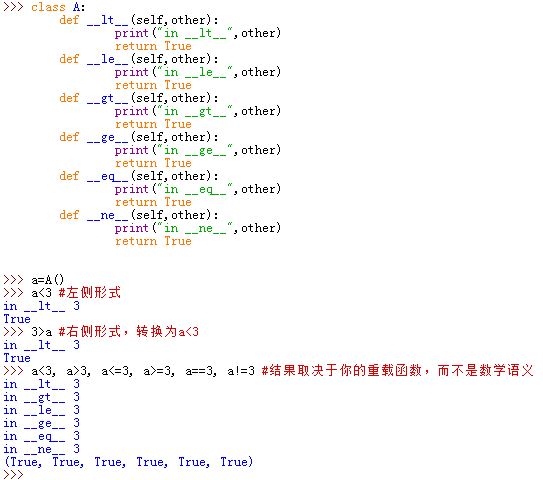 >>> class A:
        def __lt__(self,other):
                print("in __lt__",other)
                return True
        def __le__(self,other):
                print("in __le__",other)
                return True
        def __gt__(self,other):
                print("in __gt__",other)
                return True
        def __ge__(self,other):
                print("in __ge__",other)
                return True
        def __eq__(self,other):
                print("in __eq__",other)
                return True
        def __ne__(self,other):
                print("in __ne__",other)
                return True
>>> a=A()
>>> a<3 #左侧形式
in __lt__ 3
True
>>> 3>a #右侧形式，转换为a<3
in __lt__ 3
True
>>> a<3, a>3, a<=3, a>=3, a==3, a!=3 #结果取决于你的重载函数，而不是数学语义
in __lt__ 3
in __gt__ 3
in __le__ 3
in __ge__ 3
in __eq__ 3
in __ne__ 3
(True, True, True, True, True, True)
>>>